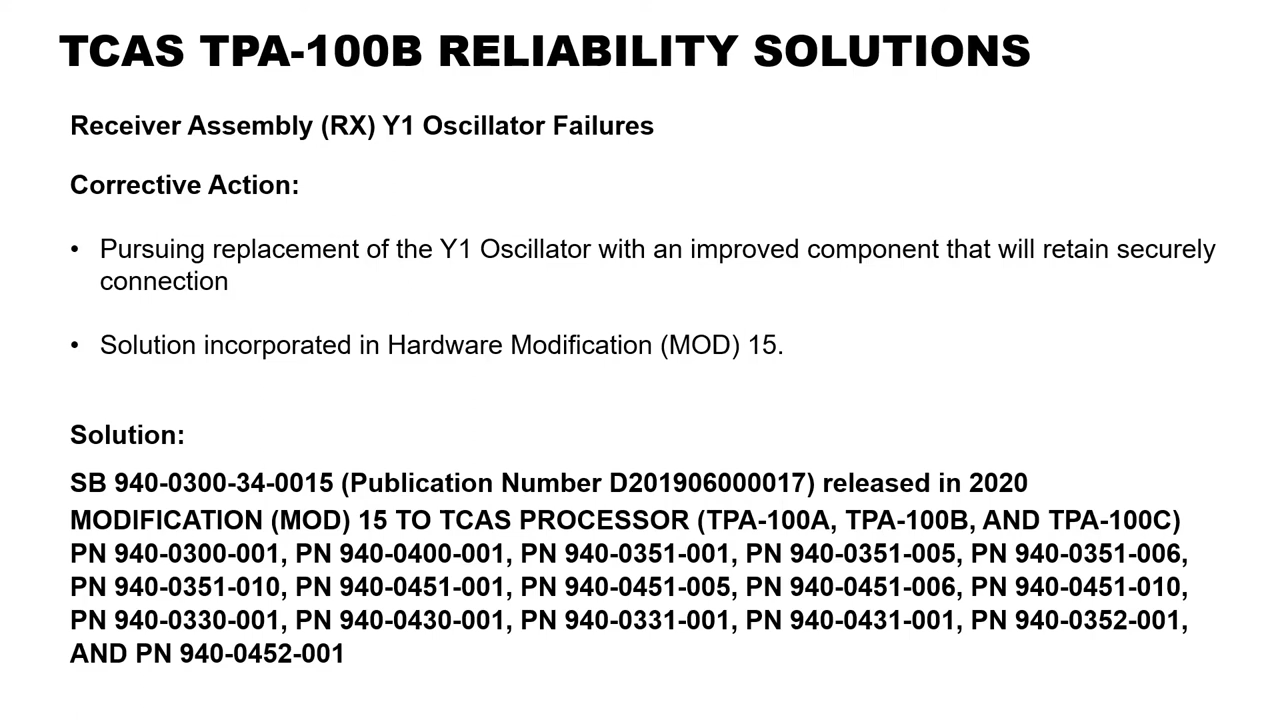 TCAS TPA-100B RELIABILITY SOLUTIONS
Receiver Assembly (RX) Y1 Oscillator Failures
Corrective Action:
• Pursuing replacement of the Y1 Oscillator with an improved component that will retain securely
connection
• Solution incorporated in Hardware Modification (MOD) 15.
Solution:
SB 940-0300-34-0015 (Publication Number D201906000017) released in 2020
MODIFICATION (MOD) 15 TO TCAS PROCESSOR (TPA-100A, TPA-100B, AND TPA-100C)
PN 940-0300-001, PN 940-0400-001, PN 940-0351-001, PN 940-0351-005, PN 940-0351-006,
PN 940-0351-010, PN 940-0451-001, PN 940-0451-005, PN 940-0451-006, PN 940-0451-010,
PN 940-0330-001, PN 940-0430-001, PN 940-0331-001, PN 940-0431-001, PN 940-0352-001,
AND PN 940-0452-001